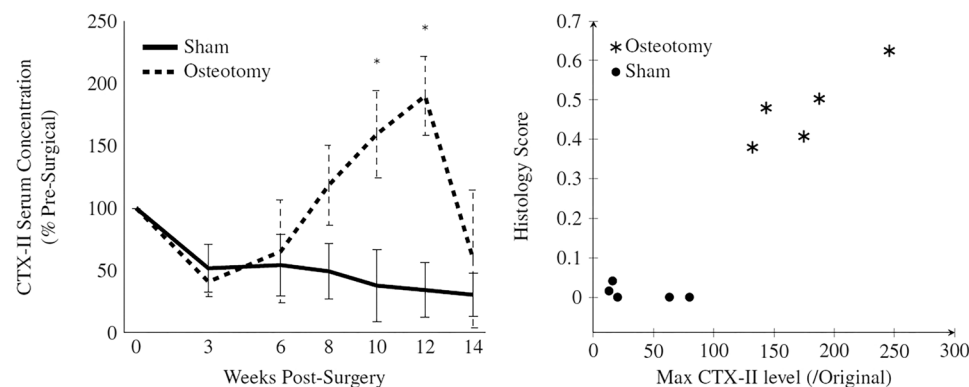 250
200
150
100
50
0
CTX-II Serum Concentration
(% Pre-Surgical)
Sham
Osteotomy
*
*
0 3 6 8 10 12 14
Weeks Post-Surgery
0.7
0.6
0.5
0.4
0.3
0.2
0.1
0
Histology Score
Osteotomy
Sham
0 50 100 150 200 250 300
Max CTX-II level (/Original)